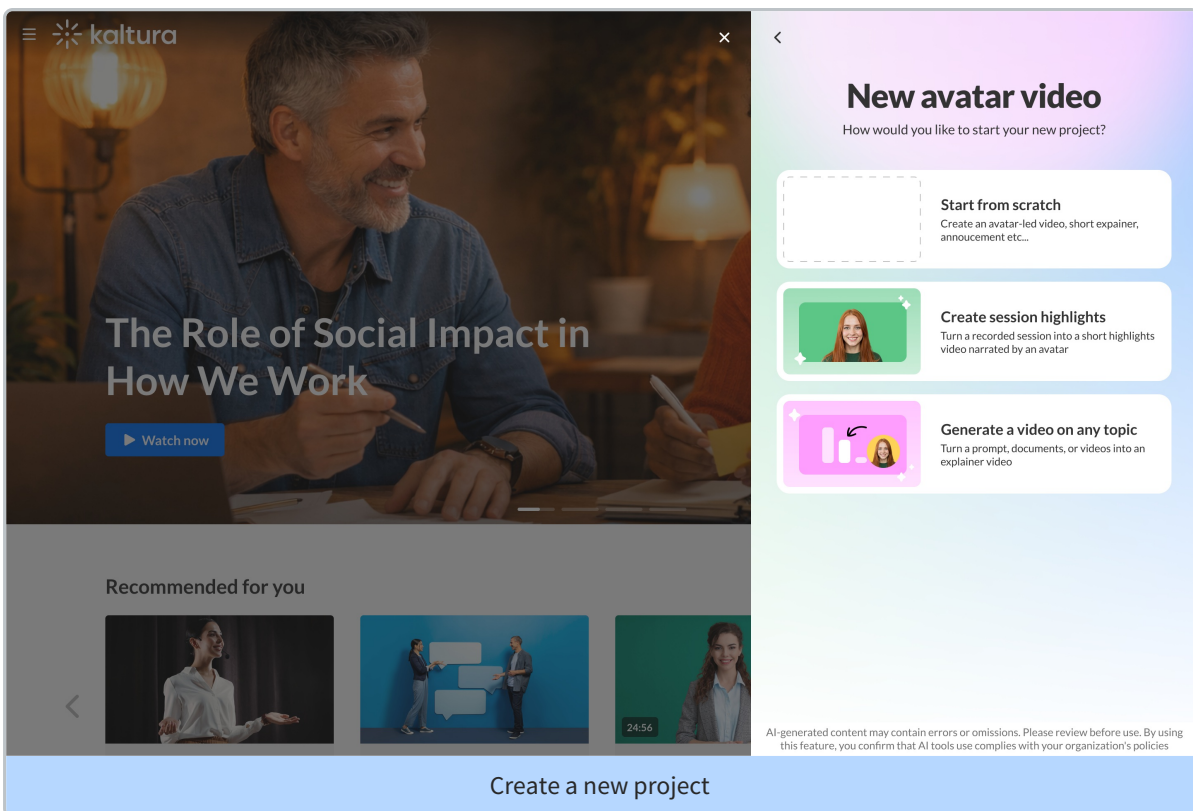 kaltura
The Role of Social Impact in
How We Work
Watch now
Recommended for you
24:56
New avatar video
How would you like to start your new project?
Start from scratch
Create an avatar-led video, short expainer,
annoucement etc...
Create session highlights
Turn a recorded session into a short highlights
video narrated by an avatar
Generate a video on any topic
Turn a prompt, documents, or videos into an
explainer video
AI-generated content may contain errors or omissions. Please review before use. By using
this feature, you confirm that AI tools use complies with your organization's policies
Create a new project